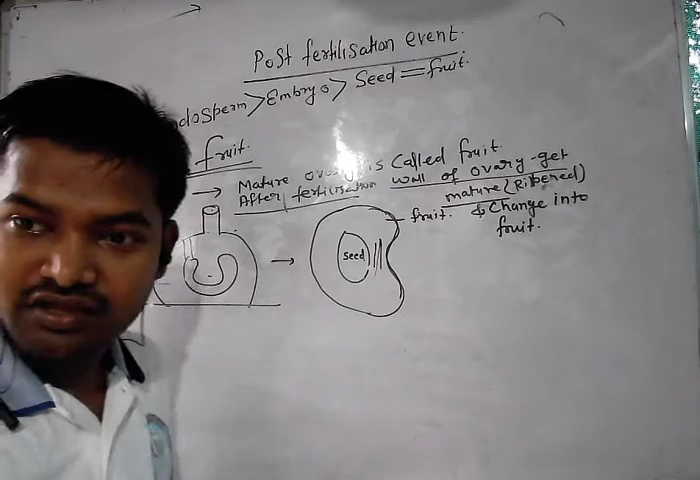 Post fertilisation event.
dosperm > Embryo > Seed = fruit.
fruit.
→ Mature ovary is Called fruit.
After fertilisation wall of ovary get
mature (Ripened)
& Change into
fruit.
fruit.
Seed